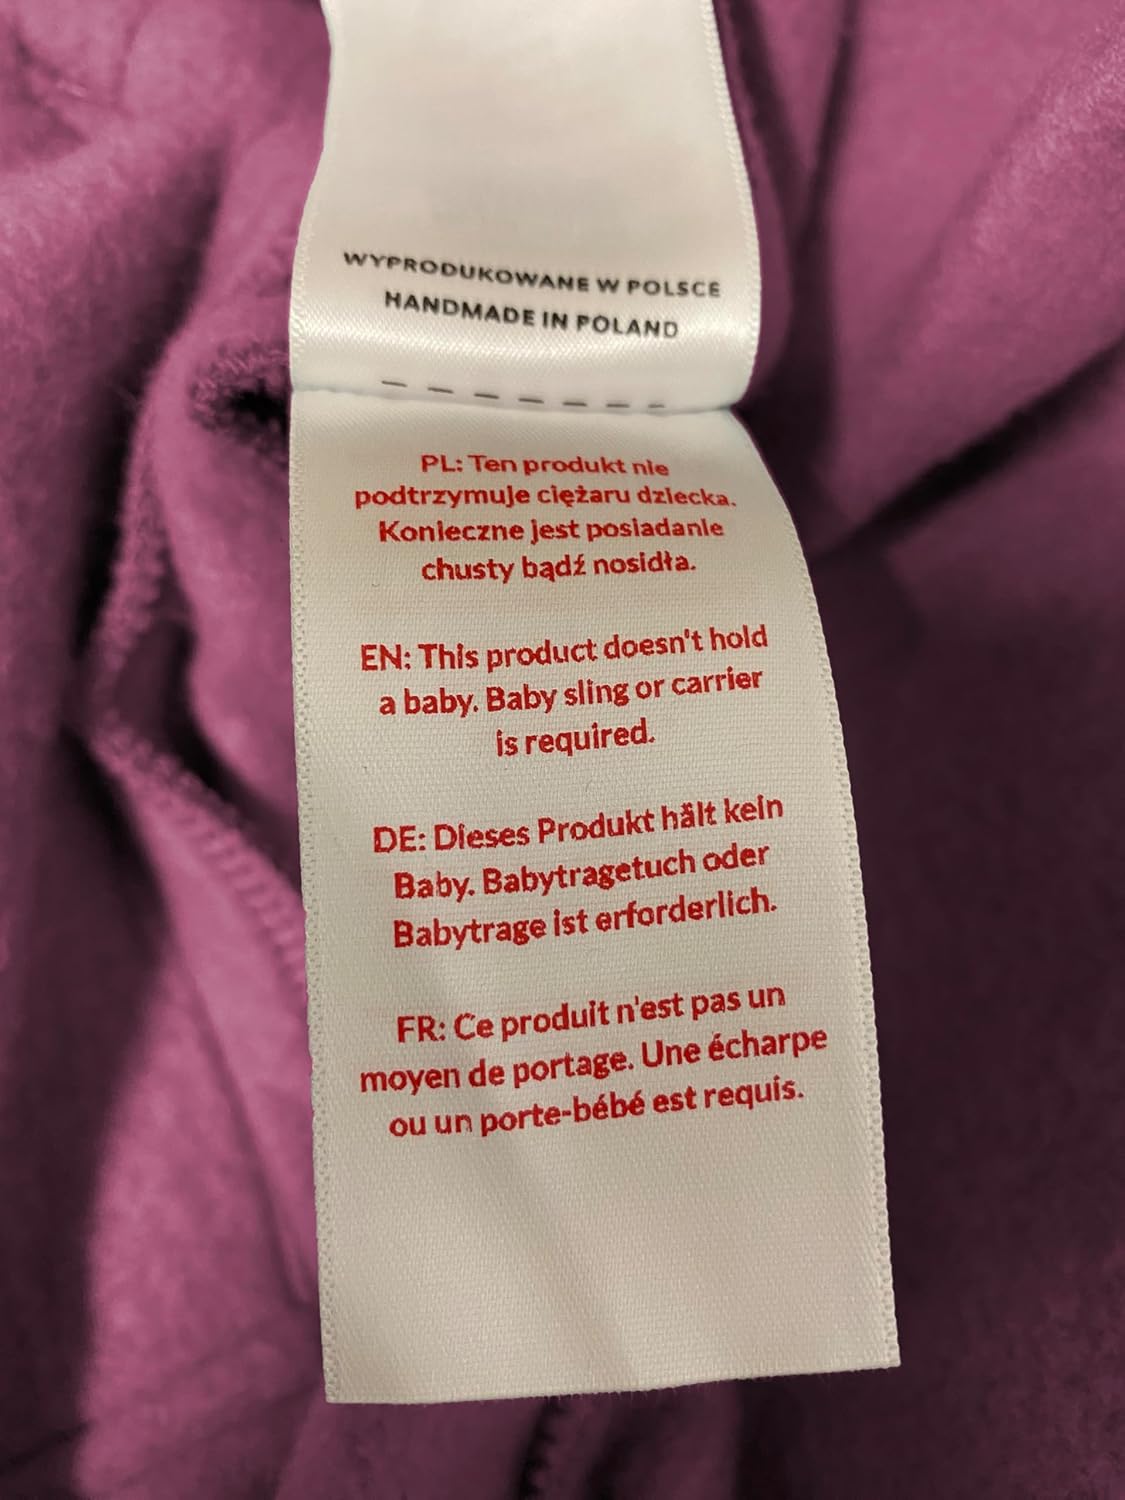 WYPRODUKOWANE W POLSCE
HANDMADE IN POLAND
PL: Ten produkt nie
podtrzymuje ciężaru dziecka.
Konieczne jest posiadanie
chusty bądź nosidła.
EN: This product doesn't hold
a baby. Baby sling or carrier
is required.
DE: Dieses Produkt hält kein
Baby. Babytragetuch oder
Babytrage ist erforderlich.
FR: Ce produit n'est pas un
moyen de portage. Une écharpe
ou un porte-bébé est requis.